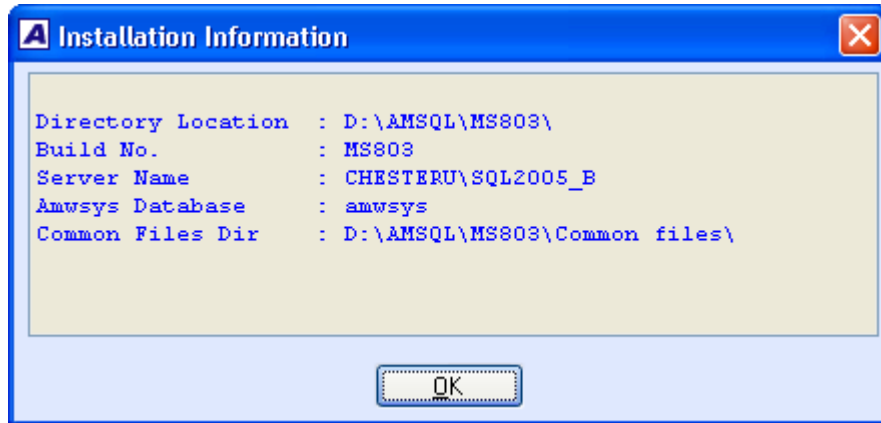 A Installation Information
Directory Location : D:\AMSQL\MS803\
Build No. : MS803
Server Name : CHESTERU\SQL2005_B
Amwsys Database : amwsys
Common Files Dir : D:\AMSQL\MS803\Common files\
OK